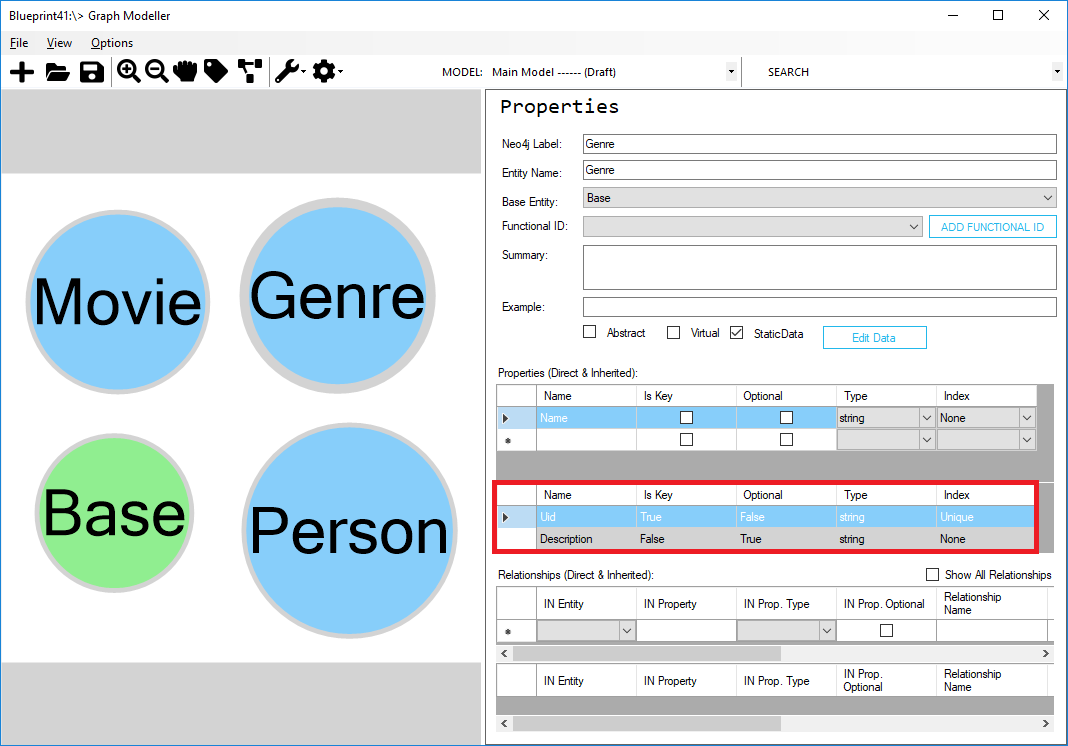 Blueprint41:\> Graph Modeller
File View Options
MODEL: Main Model ------ (Draft) SEARCH
Movie
Genre
Base
Person
Properties
Neo4j Label: Genre
Entity Name: Genre
Base Entity: Base
Functional ID: ADD FUNCTIONAL ID
Summary:
Example:
Abstract Virtual StaticData Edit Data
Properties (Direct & Inherited):
Name Is Key Optional Type Index
Name string None
Name Is Key Optional Type Index
Uid True False string Unique
Description False True string None
Relationships (Direct & Inherited): Show All Relationships
IN Entity IN Property IN Prop. Type IN Prop. Optional Relationship
Name
IN Entity IN Property IN Prop. Type IN Prop. Relationship
Optional Name